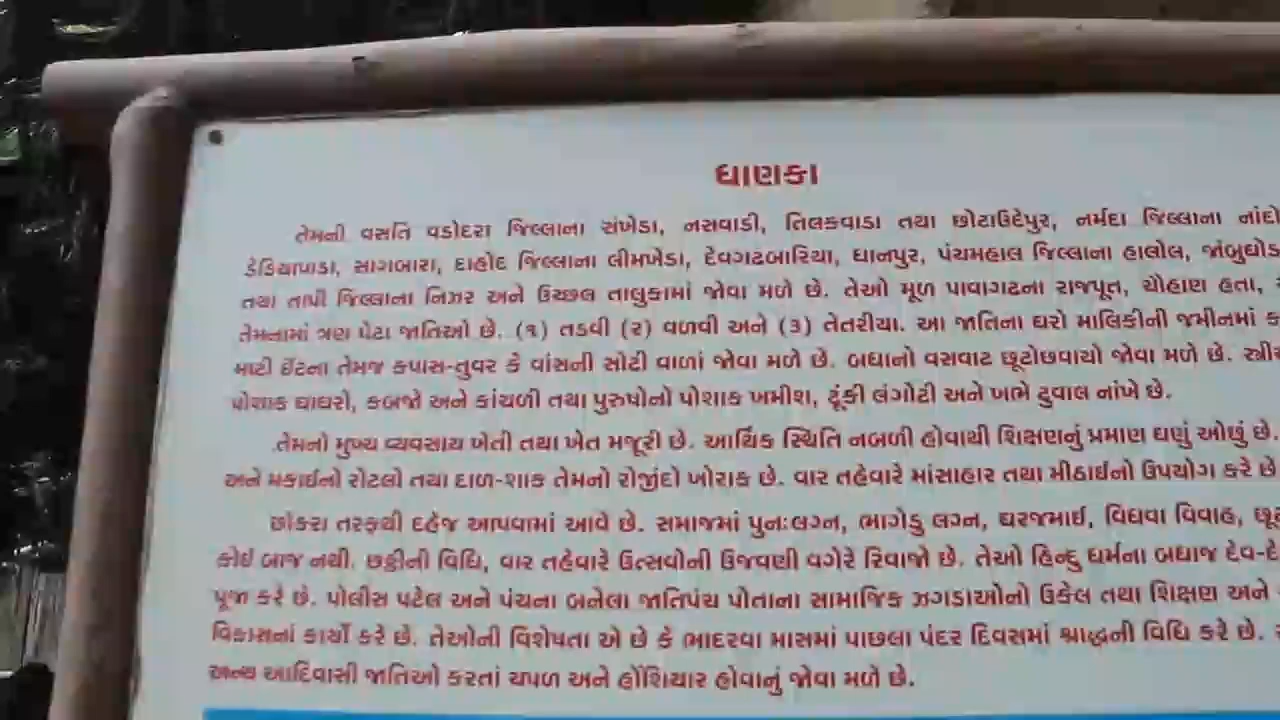 ધાણકા
તેમની વસતિ વડોદરા જિલ્લાના સંખેડા, નસવાડી, તિલકવાડા તથા છોટાઉદેપુર, નર્મદા જિલ્લાના નાંદો
ડેડિયાપાડા, સાગબારા, દાહોદ જિલ્લાના લીમખેડા, દેવગઢબારિયા, ધાનપુર, પંચમહાલ જિલ્લાના હાલોલ, જાંબુઘોડ
તથા તાપી જિલ્લાના નિઝર અને ઉચ્છલ તાલુકામાં જોવા મળે છે. તેઓ મૂળ પાવાગઢના રાજપૂત, ચૌહાણ હતા,
તેમનામાં ત્રણ પેટા જાતિઓ છે. (૧) તડવી (૨) વળવી અને (૩) તેતરીયા. આ જાતિના ઘરો માલિકીની જમીનમાં
માટી ઈંટના તેમજ કપાસ-તુવર કે વાંસની સોટી વાળાં જોવા મળે છે. બધાનો વસવાટ છૂટોછવાયો જોવા મળે છે.
પોશાક ઘાઘરો, કબજો અને કાંચળી તથા પુરુષોનો પોશાક ખમીશ, ટૂંકી લંગોટી અને ખભે ટુવાલ નાંખે છે.
તેમનો મુખ્ય વ્યવસાય ખેતી તથા ખેત મજૂરી છે. આર્થિક સ્થિતિ નબળી હોવાથી શિક્ષણનું પ્રમાણ ઘણું ઓછું છે.
અને મકાઈનો રોટલો તથા દાળ-શાક તેમનો રોજીંદો ખોરાક છે. વાર તહેવારે માંસાહાર તથા મીઠાઈનો ઉપયોગ કરે છે
છોકરા તરફથી દહેજ આપવામાં આવે છે. સમાજમાં પુનઃલગ્ન, ભાગેડુ લગ્ન, ઘરજમાઈ, વિધવા વિવાહ,
કોઈ બાજ નથી. છઠ્ઠીની વિધિ, વાર તહેવારે ઉત્સવોની ઉજવણી વગેરે રિવાજો છે. તેઓ હિન્દુ ધર્મના બધાજ દેવ-દે
પૂજા કરે છે. પોલીસ પટેલ અને પંચના બનેલા જાતિપંચ પોતાના સામાજિક ઝગડાઓનો ઉકેલ તથા શિક્ષણ અને
વિકાસનાં કાર્યો કરે છે. તેઓની વિશેષતા એ છે કે ભાદરવા માસમાં પાછલા પંદર દિવસમાં શ્રાદ્ધની વિધિ કરે છે.
અન્ય આદિવાસી જાતિઓ કરતાં ચપળ અને હોંશિયાર હોવાનું જોવા મળે છે.